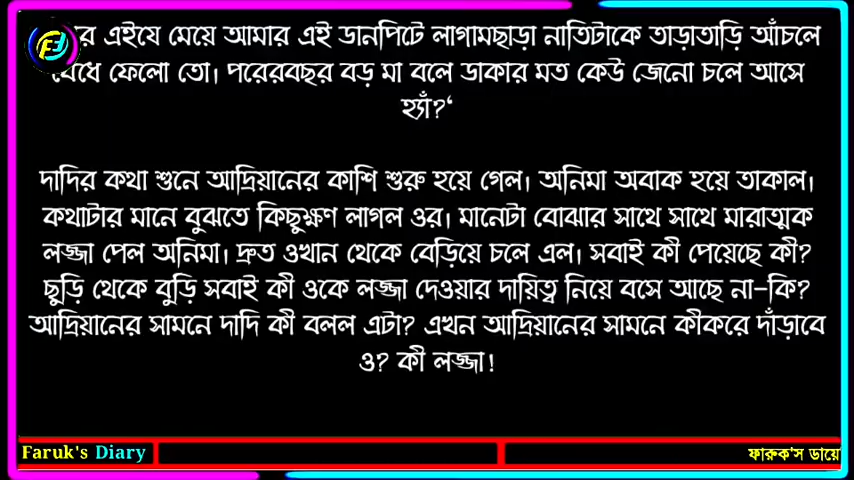 র এইযে মেয়ে আমার এই ডানপিটে লাগামছাড়া নাতিটাকে তাড়াতাড়ি আঁচলে
বেধে ফেলো তো। পরেরবছর বড় মা বলে ডাকার মত কেউ জেনো চলে আসে
হ্যাঁ?‘
দাদির কথা শুনে আদ্রিয়ানের কাশি শুরু হয়ে গেল। অনিমা অবাক হয়ে তাকাল।
কথাটার মানে বুঝতে কিছুক্ষণ লাগল ওর। মানেটা বোঝার সাথে সাথে মারাত্মক
লজ্জা পেল অনিমা। দ্রুত ওখান থেকে বেড়িয়ে চলে এল। সবাই কী পেয়েছে কী?
ছুড়ি থেকে বুড়ি সবাই কী ওকে লজ্জা দেওয়ার দায়িত্ব নিয়ে বসে আছে না-কি?
আদ্রিয়ানের সামনে দাদি কী বলল এটা? এখন আদ্রিয়ানের সামনে কীকরে দাঁড়াবে
ও? কী লজ্জা!
Faruk's Diary
ফারুক'স ডায়ে